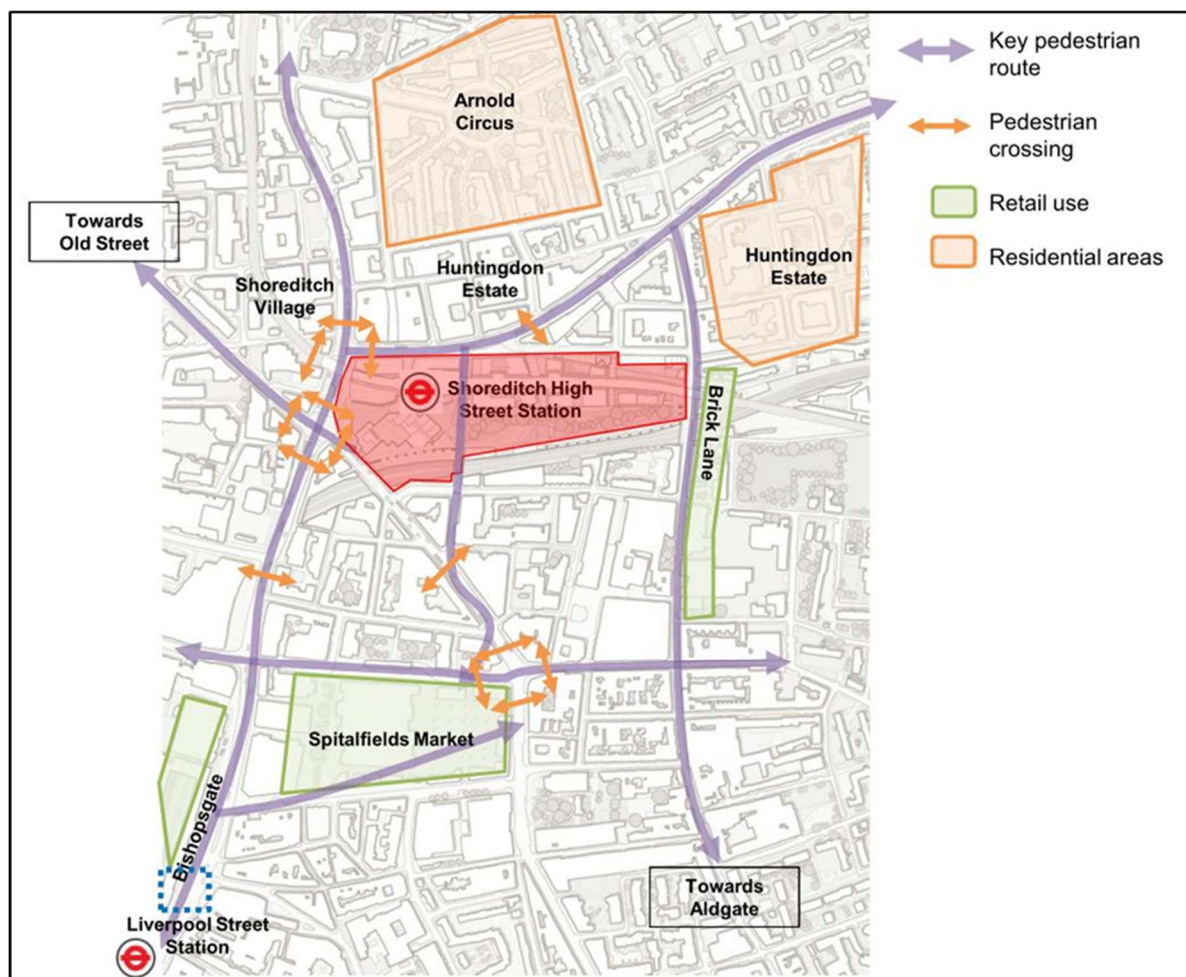 Key pedestrian
route
Pedestrian
crossing
Retail use
Residential areas
Arnold
Circus
Towards
Old Street
Shoreditch
Village
Huntingdon
Estate
Huntingdon
Estate
Shoreditch High
Street Station
Brick Lane
Spitalfields Market
Bishopsgate
Towards
Aldgate
Liverpool Street
Station